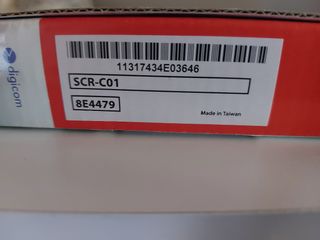 digicom
11317434E03646
SCR-C01
8E4479
Made in Taiwan